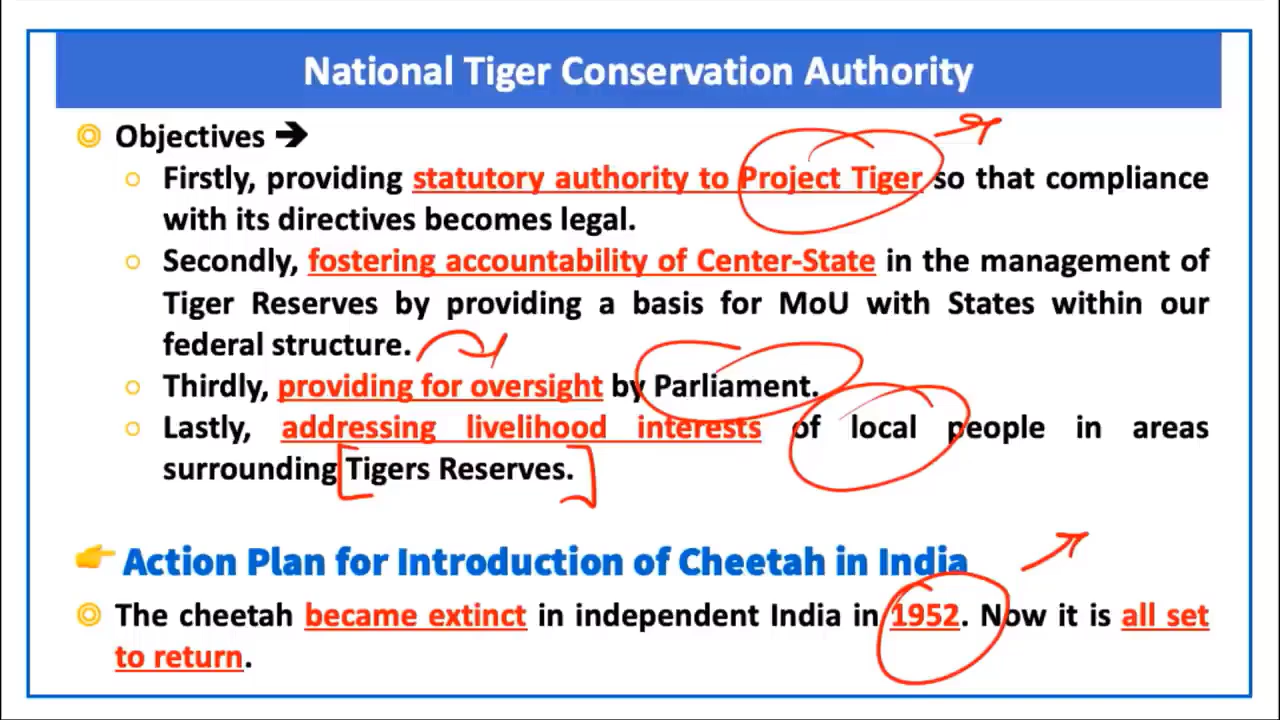 National Tiger Conservation Authority
Objectives ➔
Firstly, providing statutory authority to Project Tiger so that compliance
with its directives becomes legal.
Secondly, fostering accountability of Center-State in the management of
Tiger Reserves by providing a basis for MoU with States within our
federal structure.
Thirdly, providing for oversight by Parliament.
Lastly, addressing livelihood interests of local people in areas
surrounding Tigers Reserves.
Action Plan for Introduction of Cheetah in India
The cheetah became extinct in independent India in 1952. Now it is all set
to return.